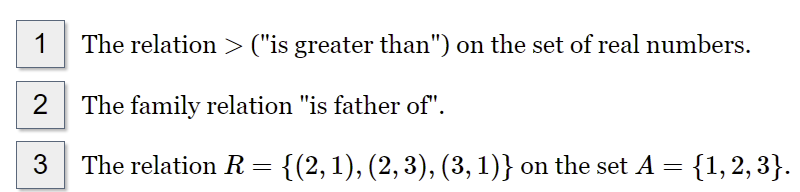 1 The relation > ("is greater than") on the set of real numbers.
2 The family relation "is father of".
3 The relation R = {(2, 1), (2, 3), (3, 1)} on the set A = {1, 2, 3}.